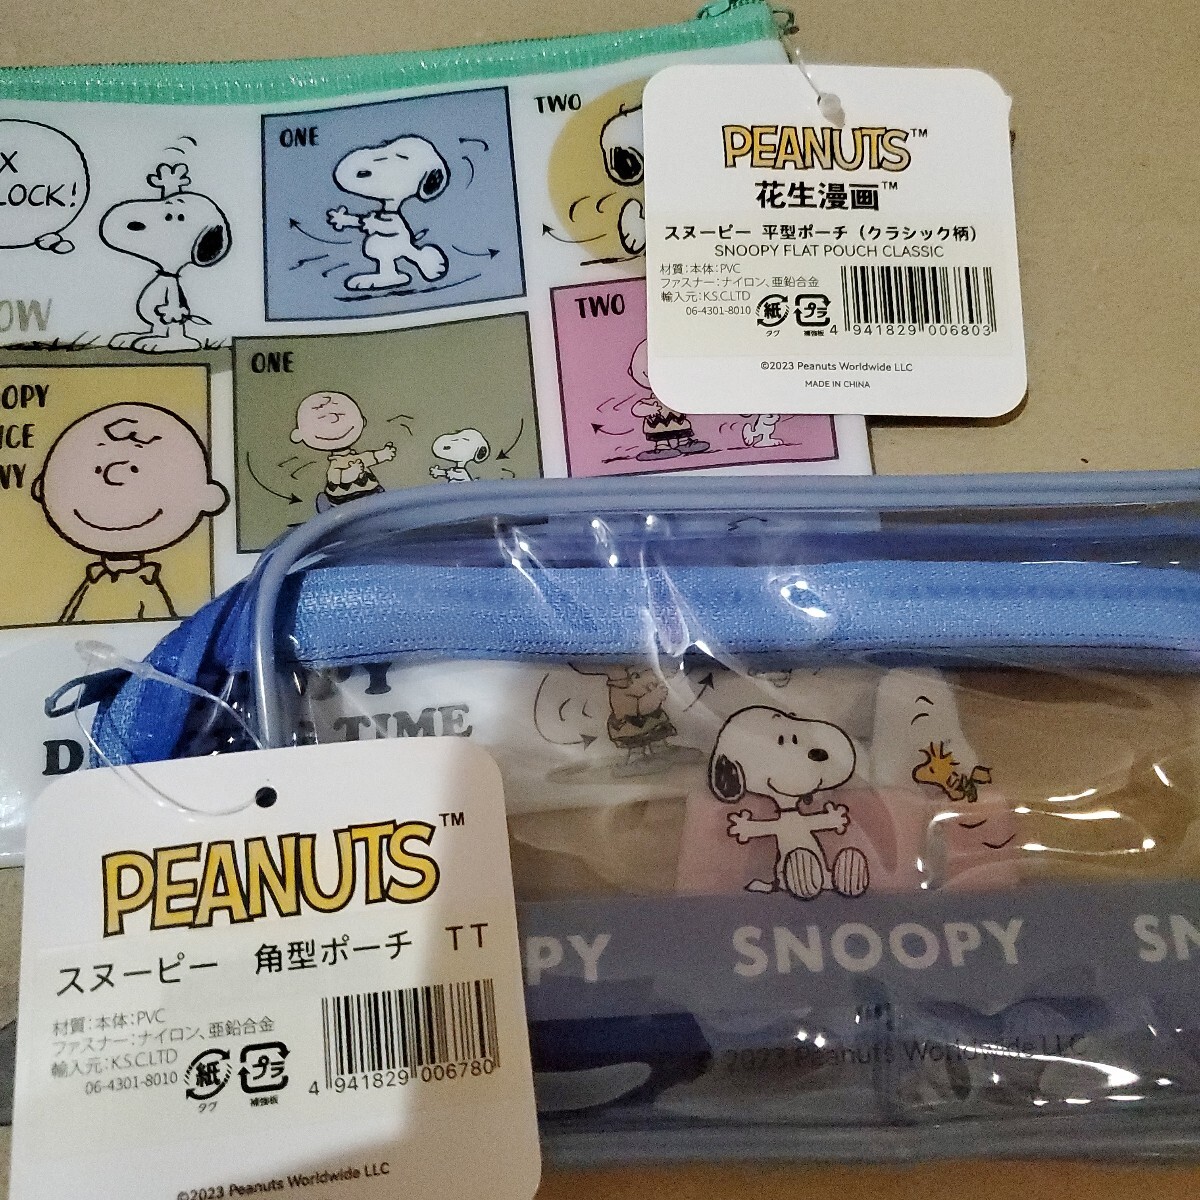 ONE
TWO
X
LOCK!
OW
OPY
ICE
NY
ONE
TWO
PEANUTS™
花生漫画™
スヌーピー 平型ポーチ（クラシック柄）
SNOOPY FLAT POUCH CLASSIC
材質：本体：PVC
ファスナー：ナイロン、亜鉛合金
輸入元：K.S.C.LTD
06-4301-8010
紙
タグ
プラ
補強板
4 941829 006803
©2023 Peanuts Worldwide LLC
MADE IN CHINA
PY
TIME
PEANUTS™
スヌーピー 角型ポーチ TT
材質：本体：PVC
ファスナー：ナイロン、亜鉛合金
輸入元：K.S.C.LTD
06-4301-8010
紙
タグ
プラ
補強板
4 941829 006780
©2023 Peanuts Worldwide LLC
PY SNOOPY SN
© 2023 Peanuts Worldwide LLC